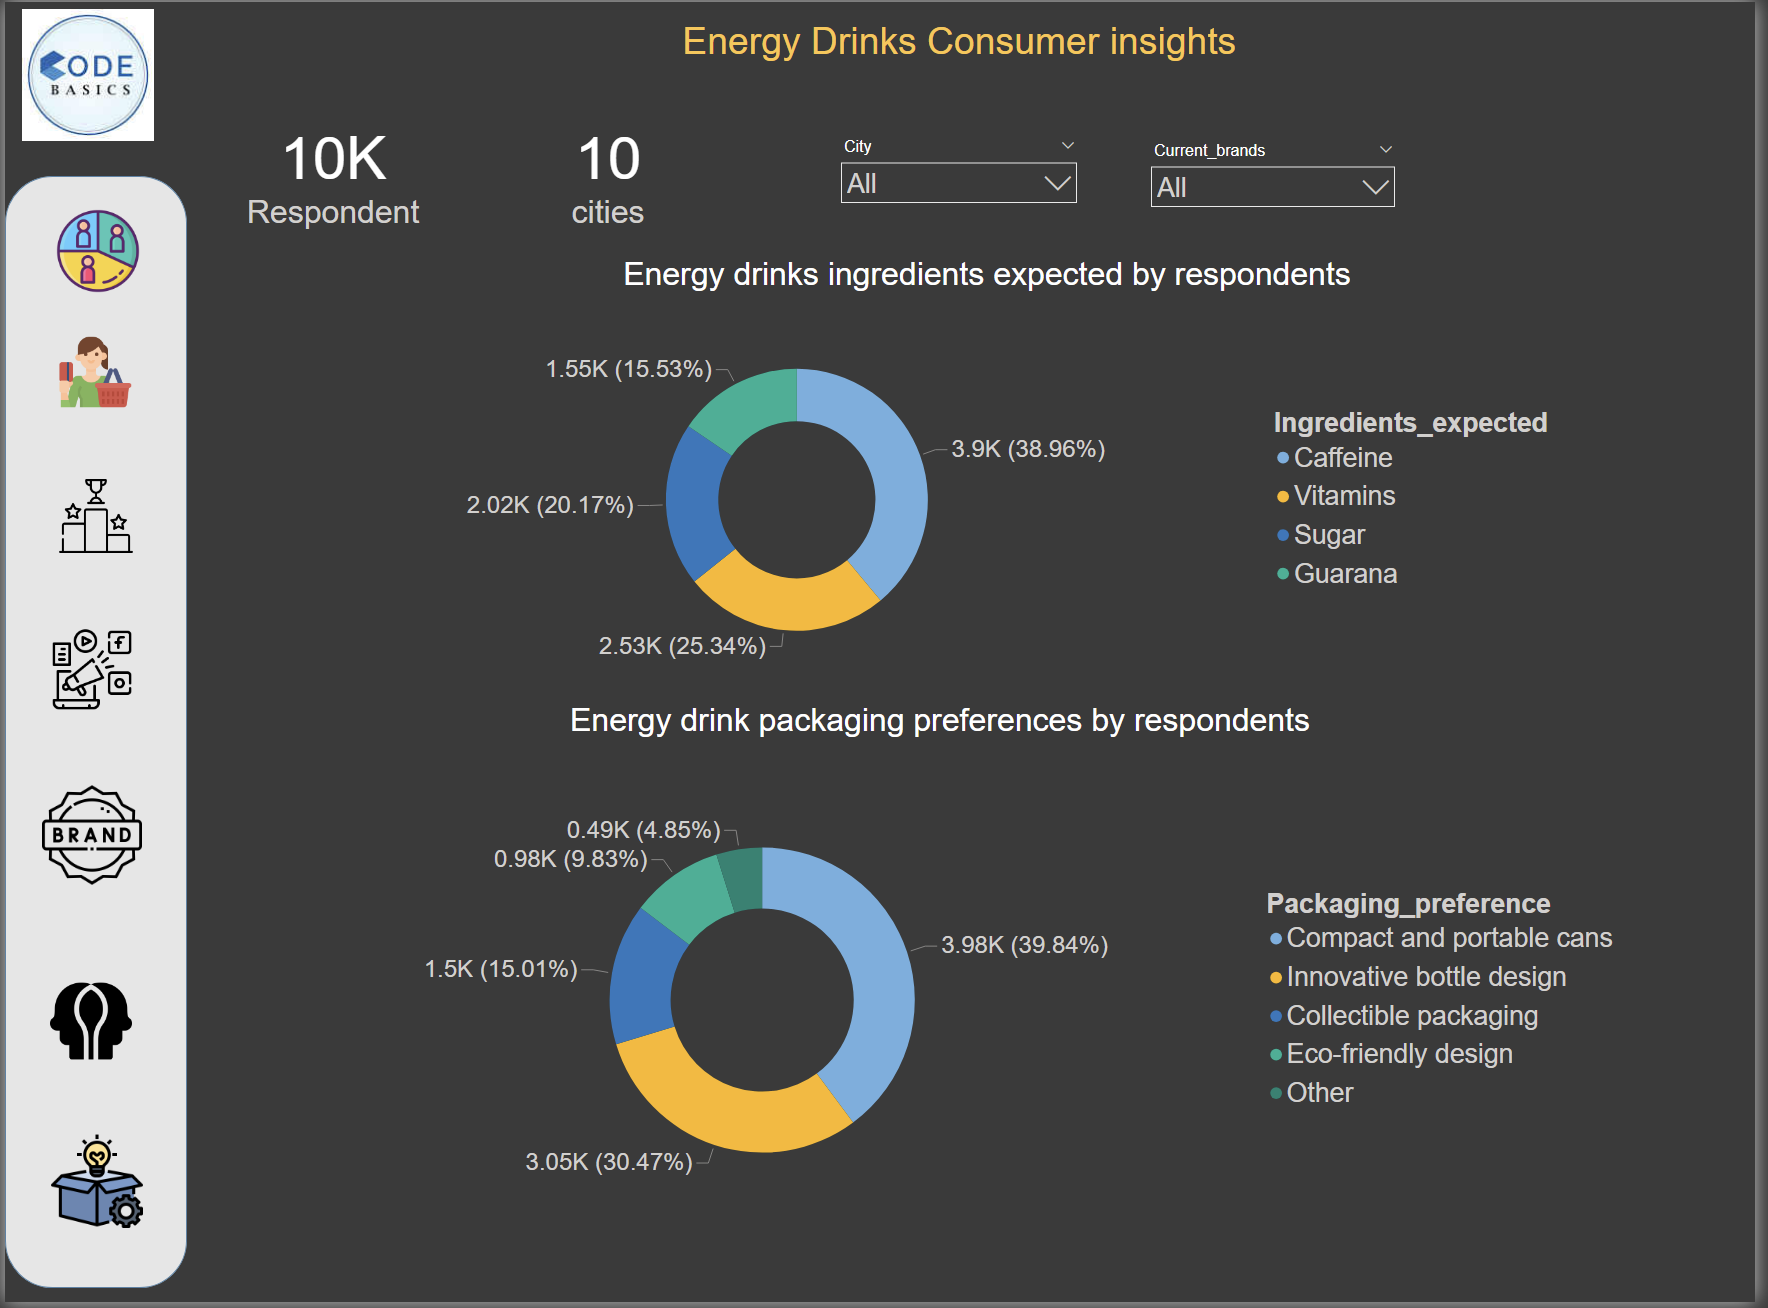 CODE
BASICS
Energy Drinks Consumer insights
10K
Respondent
10
cities
City
All
Current_brands
All
Energy drinks ingredients expected by respondents
1.55K (15.53%)
3.9K (38.96%)
2.02K (20.17%)
2.53K (25.34%)
Ingredients_expected
Caffeine
Vitamins
Sugar
Guarana
BRAND
Energy drink packaging preferences by respondents
0.49K (4.85%)
0.98K (9.83%)
3.98K (39.84%)
1.5K (15.01%)
3.05K (30.47%)
Packaging_preference
Compact and portable cans
Innovative bottle design
Collectible packaging
Eco-friendly design
Other